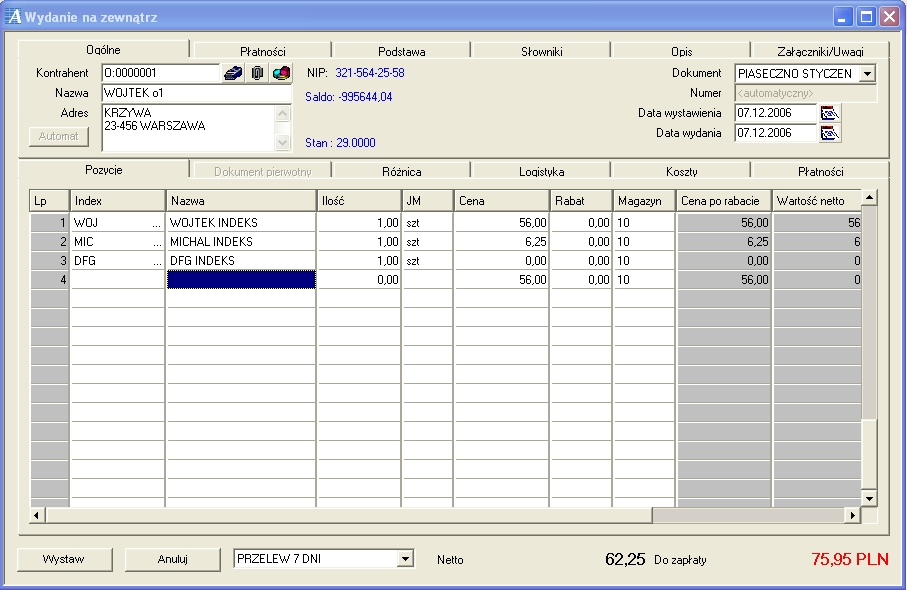 A Wydanie na zewnątrz
Ogólne Płatności Podstawa Słowniki Opis Załączniki/Uwagi
Kontrahent O:0000001 NIP: 321-564-25-58 Dokument PIASECZNO STYCZEN
Nazwa WOJTEK o1 Saldo: -995644,04 Numer <automatyczny>
Adres KRZYWA Data wystawienia 07.12.2006
23-456 WARSZAWA Data wydania 07.12.2006
Automat Stan : 29.0000
Pozycje Dokument pierwotny Różnica Logistyka Koszty Płatności
Lp Index Nazwa Ilość JM Cena Rabat Magazyn Cena po rabacie Wartość netto
1 WOJ ... WOJTEK INDEKS 1,00 szt 56,00 0,00 10 56,00 56
2 MIC ... MICHAL INDEKS 1,00 szt 6,25 0,00 10 6,25 6
3 DFG ... DFG INDEKS 1,00 szt 0,00 0,00 10 0,00 0
4 0,00 56,00 0,00 10 56,00 0
Wystaw Anuluj PRZELEW 7 DNI Netto 62,25 Do zapłaty 75,95 PLN